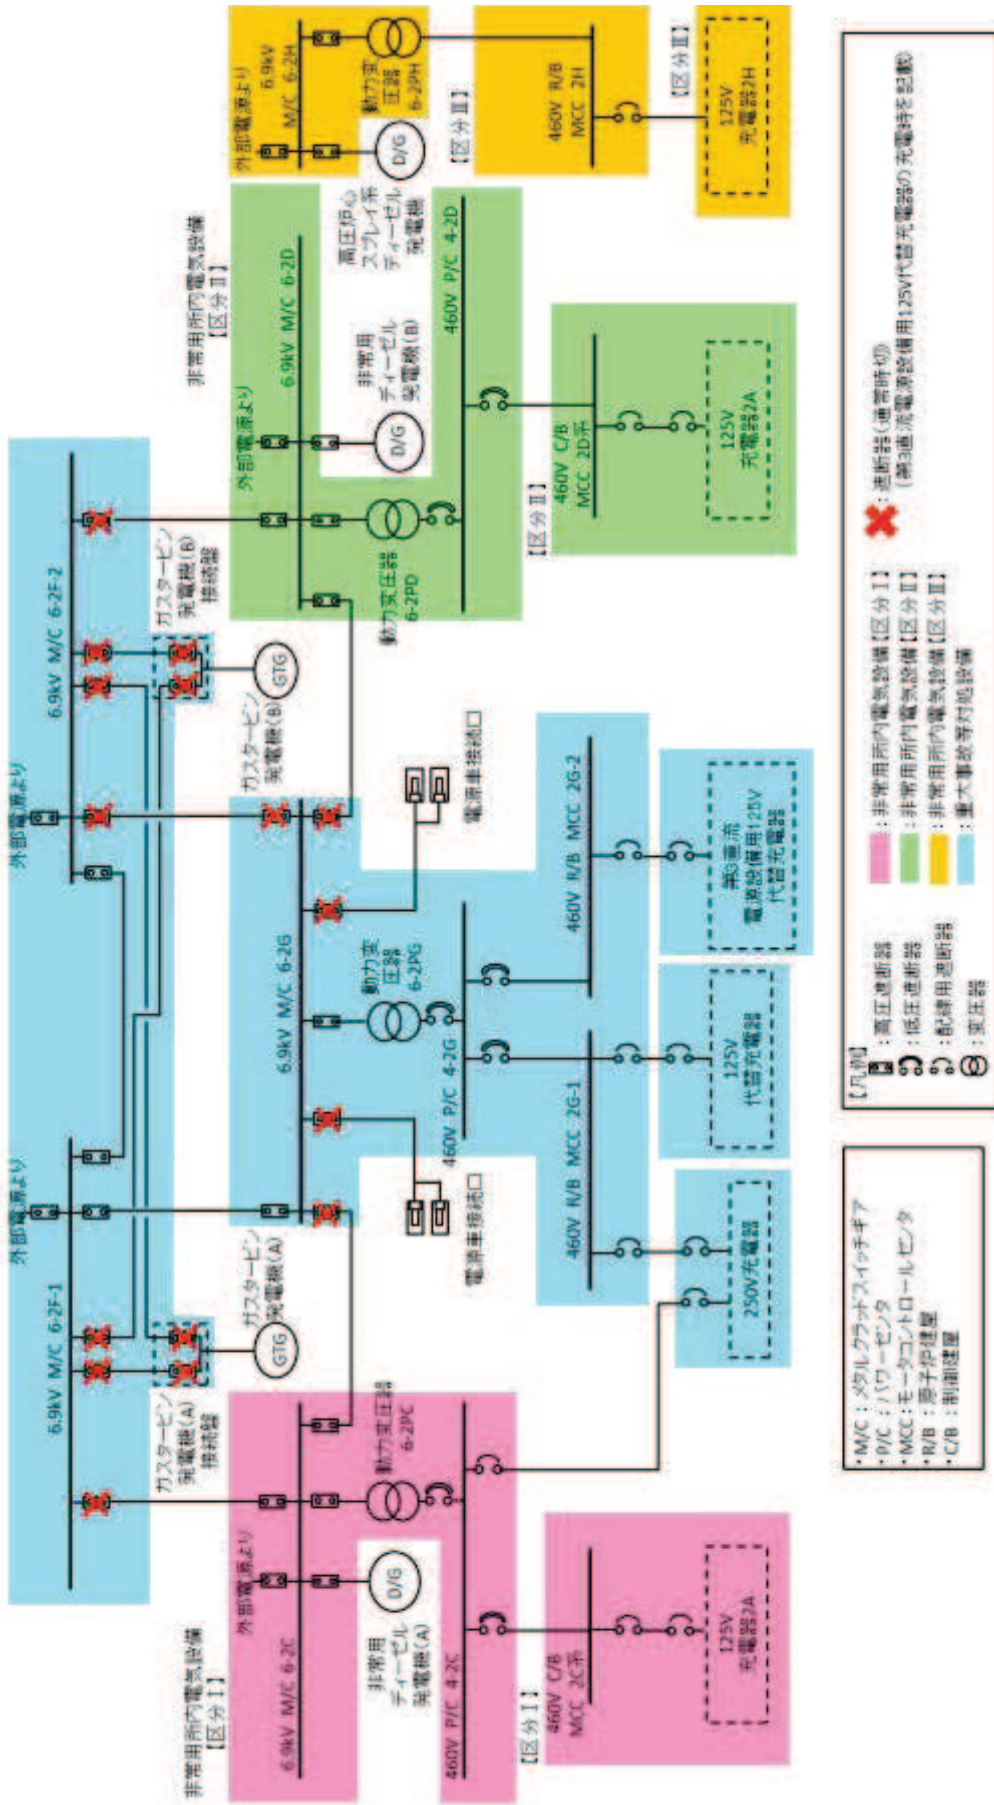 外部電源より
外部電源より
6.9kV M/C 6-2F-1
6.9kV M/C 6-2F-2
ガスタービン
発電機(A)
接続盤
GTG
ガスタービン
発電機(A)
ガスタービン
発電機(B)
接続盤
GTG
ガスタービン
発電機(B)
非常用所内電気設備
【区分Ⅰ】
外部電源より
6.9kV M/C 6-2C
D/G
非常用
ディーゼル
発電機(A)
動力変圧器
6-2PC
460V P/C 4-2C
【区分Ⅰ】
460V C/B
MCC 2C系
125V
充電器2A
6.9kV M/C 6-2G
電源車接続口
電源車接続口
動力変
圧器
6-2PG
460V P/C 4-2G
460V R/B MCC 2G-1
460V R/B MCC 2G-2
250V充電器
125V
代替充電器
第3直流
電源設備用125V
代替充電器
非常用所内電気設備
【区分Ⅱ】
外部電源より
6.9kV M/C 6-2D
D/G
非常用
ディーゼル
発電機(B)
動力変圧器
6-2PD
460V P/C 4-2D
【区分Ⅱ】
460V C/B
MCC 2D系
125V
充電器2A
外部電源より
6.9kV
M/C 6-2H
D/G
高圧炉心
スプレイ系
ディーゼル
発電機
動力変
圧器
6-2PH
【区分Ⅲ】
460V R/B
MCC 2H
【区分Ⅲ】
125V
充電器2H
・M/C：メタルクラッドスイッチギア
・P/C：パワーセンタ
・MCC：モータコントロールセンタ
・R/B：原子炉建屋
・C/B：制御建屋
【凡例】
：高圧遮断器
：低圧遮断器
：配線用遮断器
：変圧器
：非常用所内電気設備【区分Ⅰ】
：非常用所内電気設備【区分Ⅱ】
：非常用所内電気設備【区分Ⅲ】
：重大事故等対処設備
：遮断器(通常時切)
(第3直流電源設備用125V代替充電器の充電時を記載)